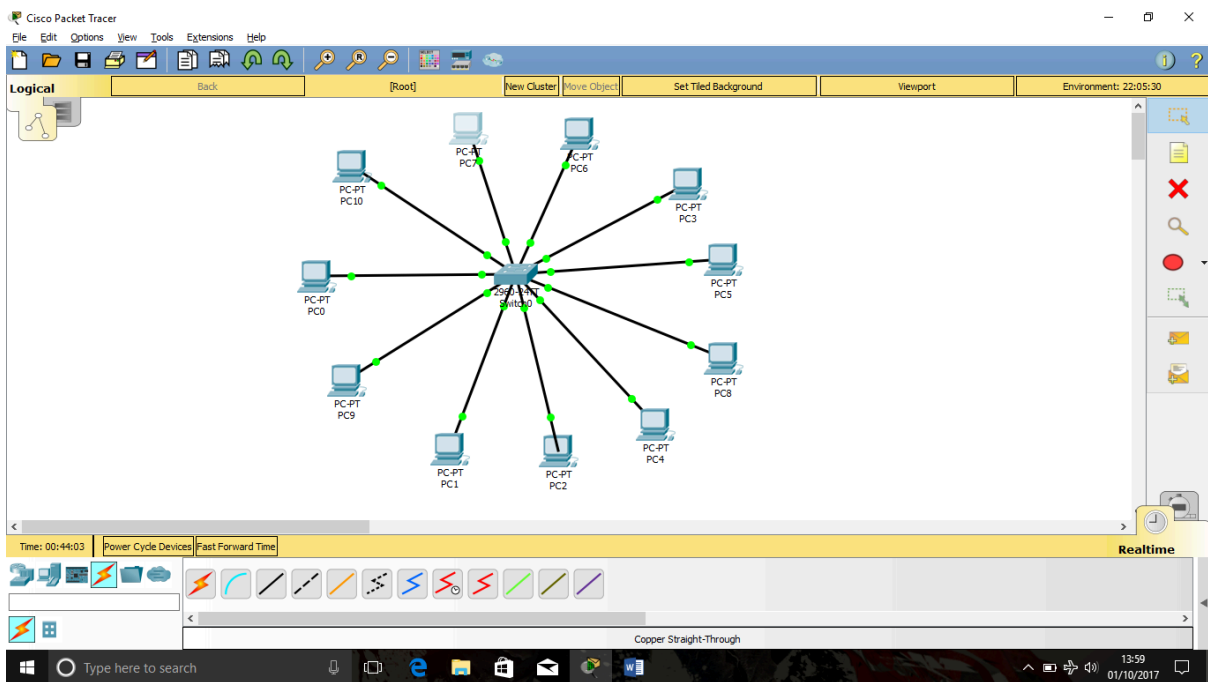 Cisco Packet Tracer
File Edit Options View Tools Extensions Help
Logical Back [Root] New Cluster Move Object Set Tiled Background Viewport Environment: 22:05:30
PC-PT
PC7
PC-PT
PC6
PC-PT
PC10
PC-PT
PC3
PC-PT
PC0
2960-24TT
Switch0
PC-PT
PC5
PC-PT
PC9
PC-PT
PC8
PC-PT
PC1
PC-PT
PC2
PC-PT
PC4
Time: 00:44:03 Power Cycle Devices Fast Forward Time Realtime
Copper Straight-Through
Type here to search
13:59
01/10/2017